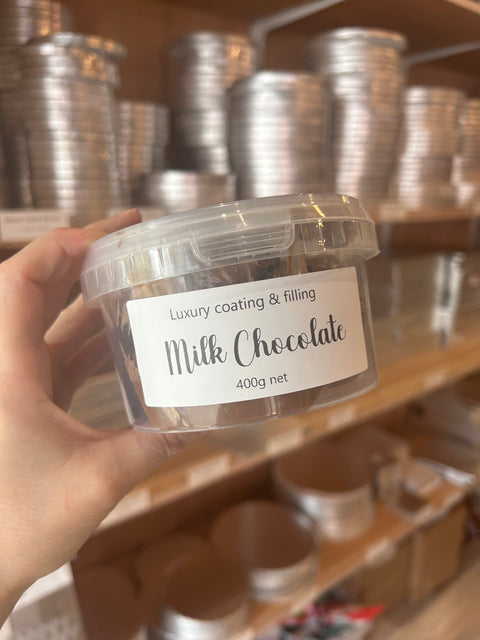 Luxury coating & filling
Milk Chocolate
400g net